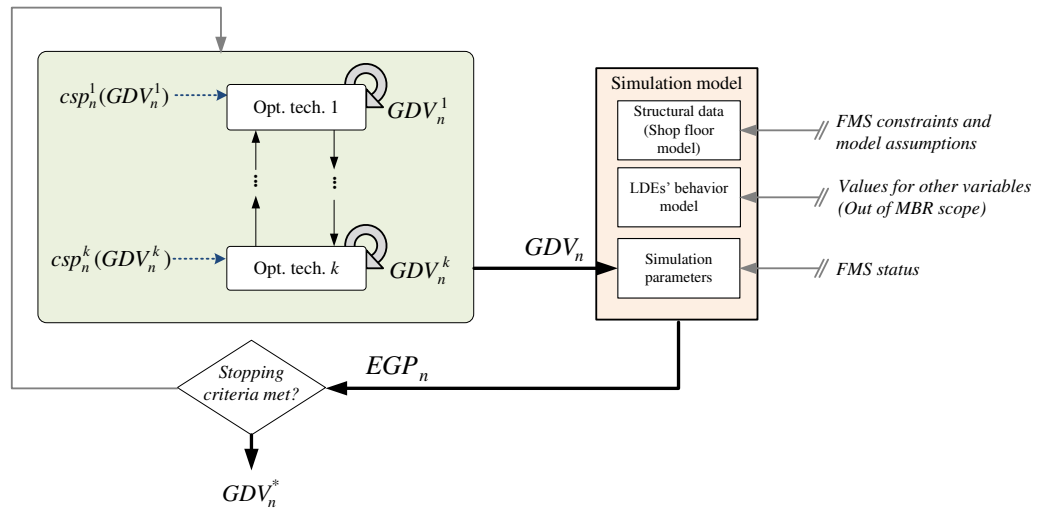 csp_n^1(GDV_n^1)
Opt. tech. 1
GDV_n^1
...
...
csp_n^k(GDV_n^k)
Opt. tech. k
GDV_n^k
GDV_n
Simulation model
Structural data
(Shop floor
model)
LDEs' behavior
model
Simulation
parameters
FMS constraints and
model assumptions
Values for other variables
(Out of MBR scope)
FMS status
EGP_n
Stopping
criteria met?
GDV_n^*